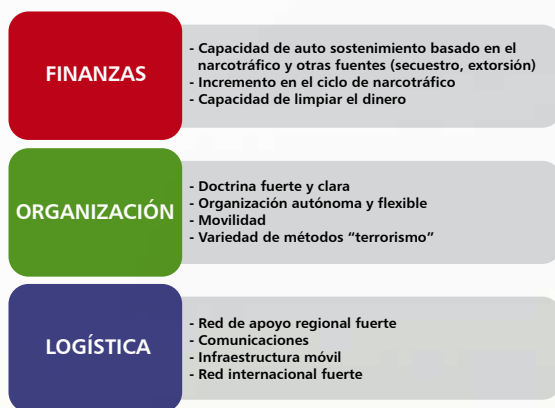 FINANZAS
- Capacidad de auto sostenimiento basado en el
narcotráfico y otras fuentes (secuestro, extorsión)
- Incremento en el ciclo de narcotráfico
- Capacidad de limpiar el dinero
ORGANIZACIÓN
- Doctrina fuerte y clara
- Organización autónoma y flexible
- Movilidad
- Variedad de métodos “terrorismo”
LOGÍSTICA
- Red de apoyo regional fuerte
- Comunicaciones
- Infraestructura móvil
- Red internacional fuerte